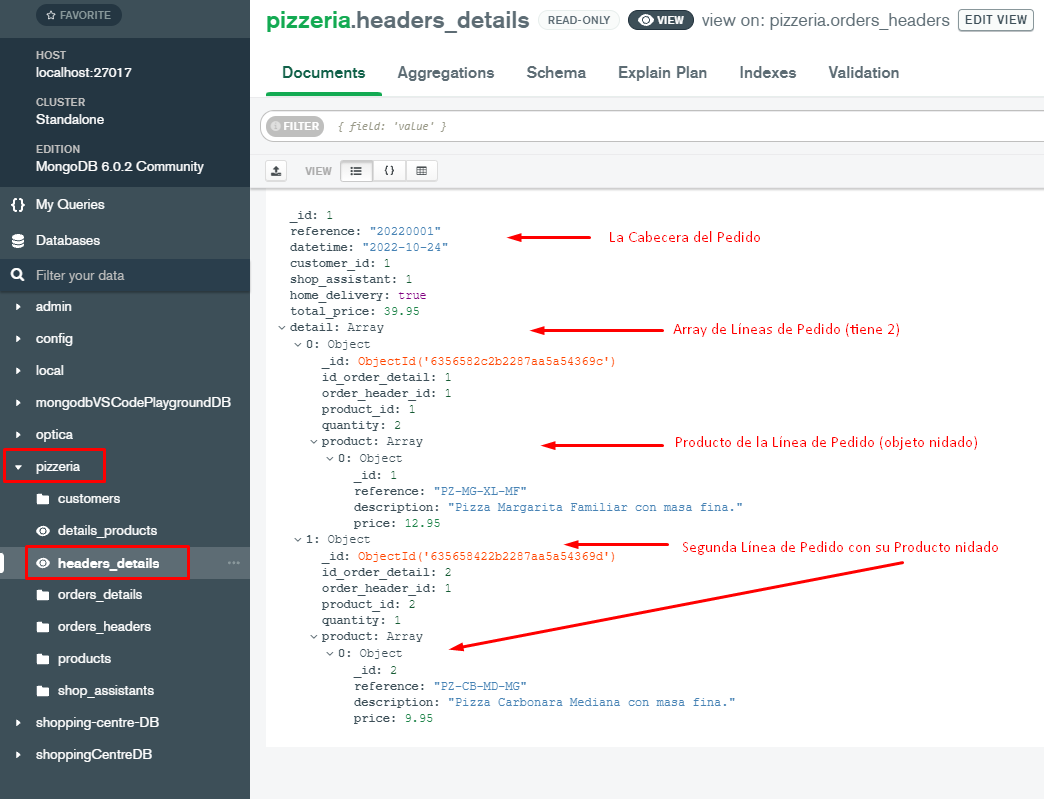 FAVORITE
HOST
localhost:27017
CLUSTER
Standalone
EDITION
MongoDB 6.0.2 Community
{} My Queries
Databases
Filter your data
admin
config
local
mongodbVSCodePlaygroundDB
optica
pizzeria
customers
details_products
headers_details ...
orders_details
orders_headers
products
shop_assistants
shopping-centre-DB
shoppingCentreDB
pizzeria.headers_details READ-ONLY VIEW view on: pizzeria.orders_headers EDIT VIEW
Documents Aggregations Schema Explain Plan Indexes Validation
FILTER { field: 'value' }
VIEW {}
_id: 1
reference: "20220001"
La Cabecera del Pedido
datetime: "2022-10-24"
customer_id: 1
shop_assistant: 1
home_delivery: true
total_price: 39.95
detail: Array
Array de Líneas de Pedido (tiene 2)
0: Object
_id: ObjectId('6356582c2b2287aa5a54369c')
id_order_detail: 1
order_header_id: 1
product_id: 1
quantity: 2
product: Array
Producto de la Línea de Pedido (objeto nidado)
0: Object
_id: 1
reference: "PZ-MG-XL-MF"
description: "Pizza Margarita Familiar con masa fina."
price: 12.95
1: Object
Segunda Línea de Pedido con su Producto nidado
_id: ObjectId('635658422b2287aa5a54369d')
id_order_detail: 2
order_header_id: 1
product_id: 2
quantity: 1
product: Array
0: Object
_id: 2
reference: "PZ-CB-MD-MG"
description: "Pizza Carbonara Mediana con masa fina."
price: 9.95